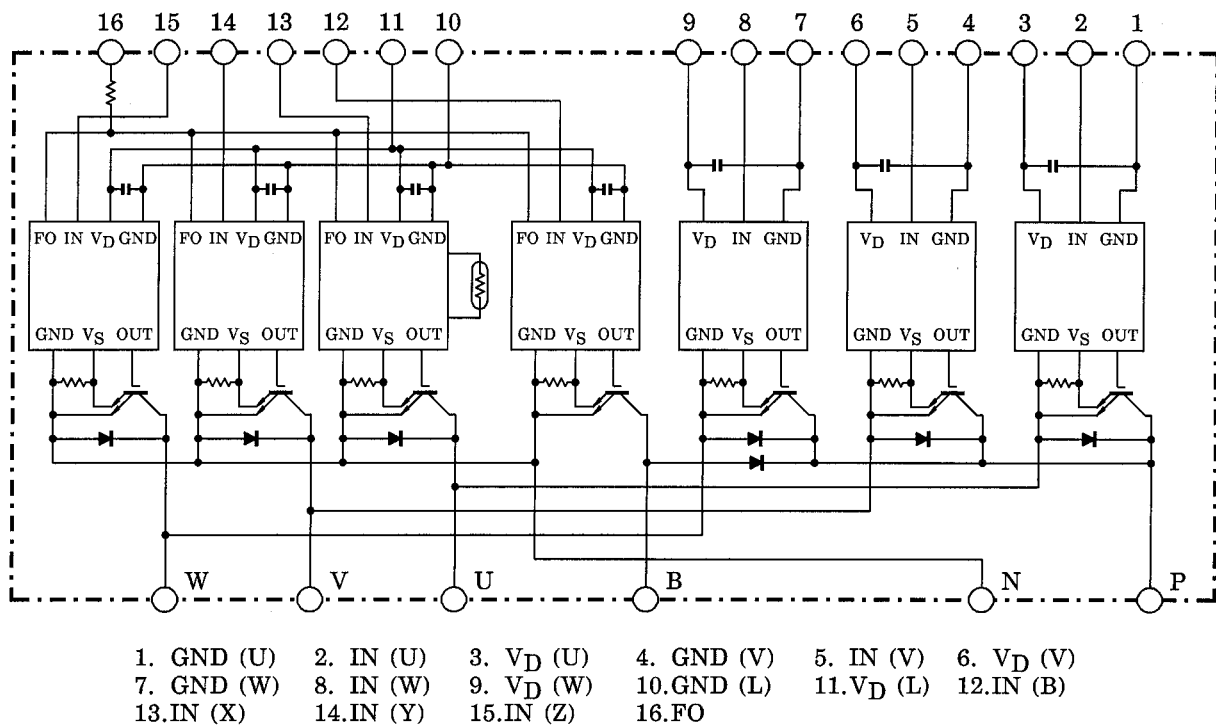 16 15 14 13 12 11 10 9 8 7 6 5 4 3 2 1
FO IN VD GND FO IN VD GND FO IN VD GND FO IN VD GND VD IN GND VD IN GND VD IN GND
GND VS OUT GND VS OUT GND VS OUT GND VS OUT GND VS OUT GND VS OUT GND VS OUT
W V U B N P
1. GND (U) 2. IN (U) 3. VD (U) 4. GND (V) 5. IN (V) 6. VD (V)
7. GND (W) 8. IN (W) 9. VD (W) 10.GND (L) 11.VD (L) 12.IN (B)
13.IN (X) 14.IN (Y) 15.IN (Z) 16.FO